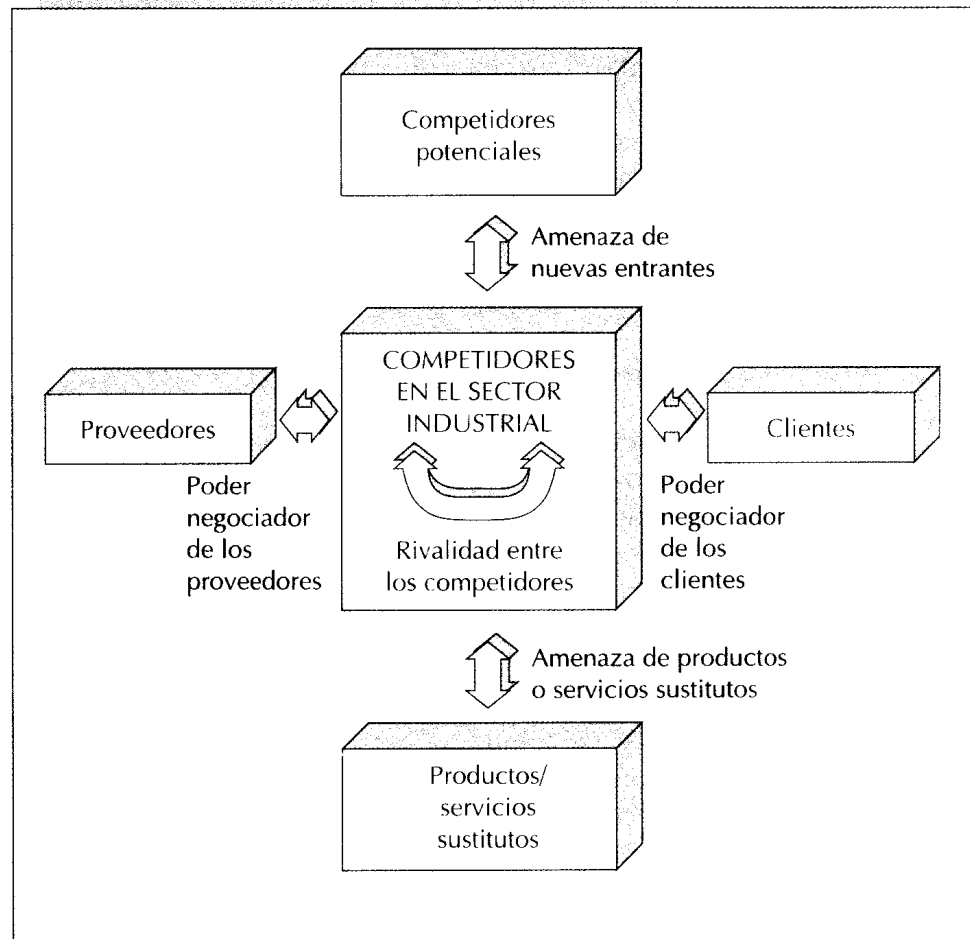 Competidores
potenciales
Amenaza de
nuevas entrantes
COMPETIDORES
EN EL SECTOR
INDUSTRIAL
Rivalidad entre
los competidores
Proveedores
Poder
negociador
de los
proveedores
Clientes
Poder
negociador
de los
clientes
Amenaza de productos
o servicios sustitutos
Productos/
servicios
sustitutos